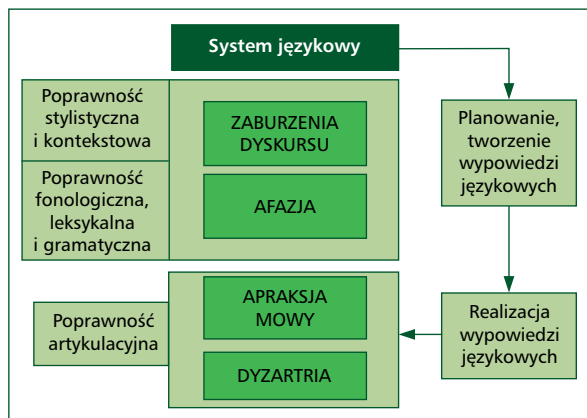 System językowy
Poprawność
stylistyczna
i kontekstowa
ZABURZENIA
DYSKURSU
Planowanie,
tworzenie
wypowiedzi
językowych
Poprawność
fonologiczna,
leksykalna
i gramatyczna
AFAZJA
Poprawność
artykulacyjna
APRAKSJA
MOWY
DYZARTRIA
Realizacja
wypowiedzi
językowych